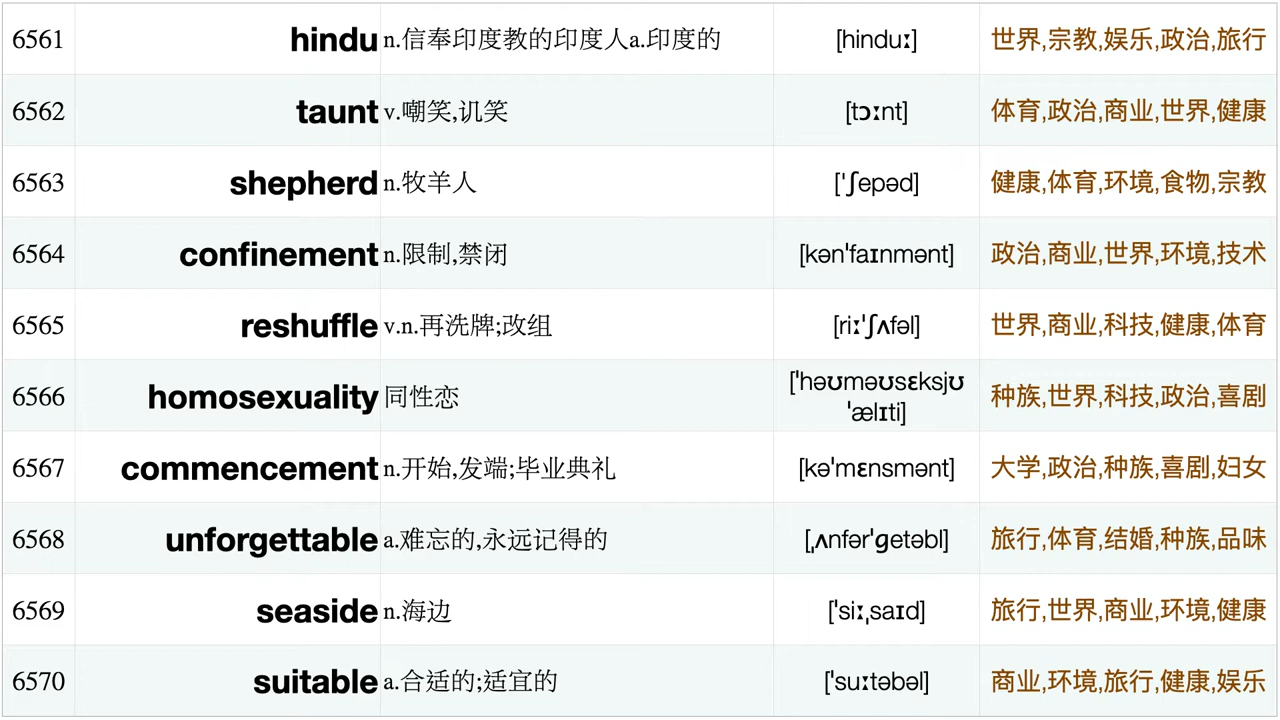 6561 hindu n.信奉印度教的印度人a.印度的 [hinduː] 世界,宗教,娱乐,政治,旅行
6562 taunt v.嘲笑,讥笑 [tɔːnt] 体育,政治,商业,世界,健康
6563 shepherd n.牧羊人 [ˈʃepəd] 健康,体育,环境,食物,宗教
6564 confinement n.限制,禁闭 [kənˈfaɪnmənt] 政治,商业,世界,环境,技术
6565 reshuffle v.n.再洗牌;改组 [riːˈʃʌfəl] 世界,商业,科技,健康,体育
6566 homosexuality 同性恋 [ˈhəʊməʊsɛksjʊ
ˈælɪti] 种族,世界,科技,政治,喜剧
6567 commencement n.开始,发端;毕业典礼 [kəˈmɛnsmənt] 大学,政治,种族,喜剧,妇女
6568 unforgettable a.难忘的,永远记得的 [ˌʌnfərˈɡetəbl] 旅行,体育,结婚,种族,品味
6569 seaside n.海边 [ˈsiːˌsaɪd] 旅行,世界,商业,环境,健康
6570 suitable a.合适的;适宜的 [ˈsuːtəbəl] 商业,环境,旅行,健康,娱乐